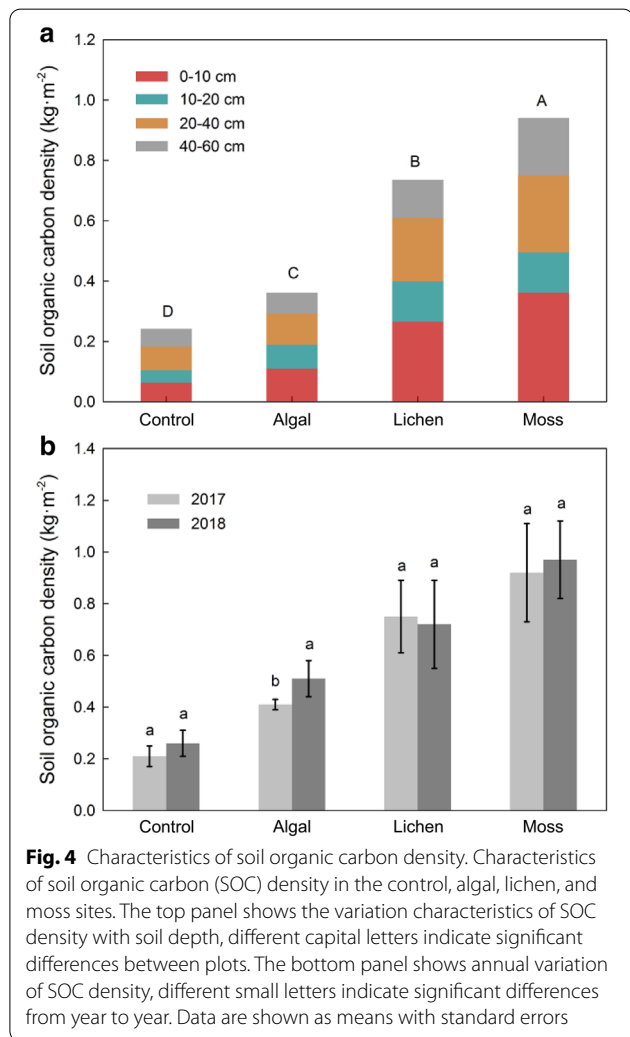 a
Soil organic carbon density (kg·m⁻²)
1.2
1.0
0.8
0.6
0.4
0.2
0.0
0-10 cm
10-20 cm
20-40 cm
40-60 cm
D
C
B
A
Control Algal Lichen Moss
b
Soil organic carbon density (kg·m⁻²)
1.4
1.2
1.0
0.8
0.6
0.4
0.2
0.0
2017
2018
a a b a a a a a
Control Algal Lichen Moss
Fig. 4 Characteristics of soil organic carbon density. Characteristics
of soil organic carbon (SOC) density in the control, algal, lichen, and
moss sites. The top panel shows the variation characteristics of SOC
density with soil depth, different capital letters indicate significant
differences between plots. The bottom panel shows annual variation
of SOC density, different small letters indicate significant differences
from year to year. Data are shown as means with standard errors